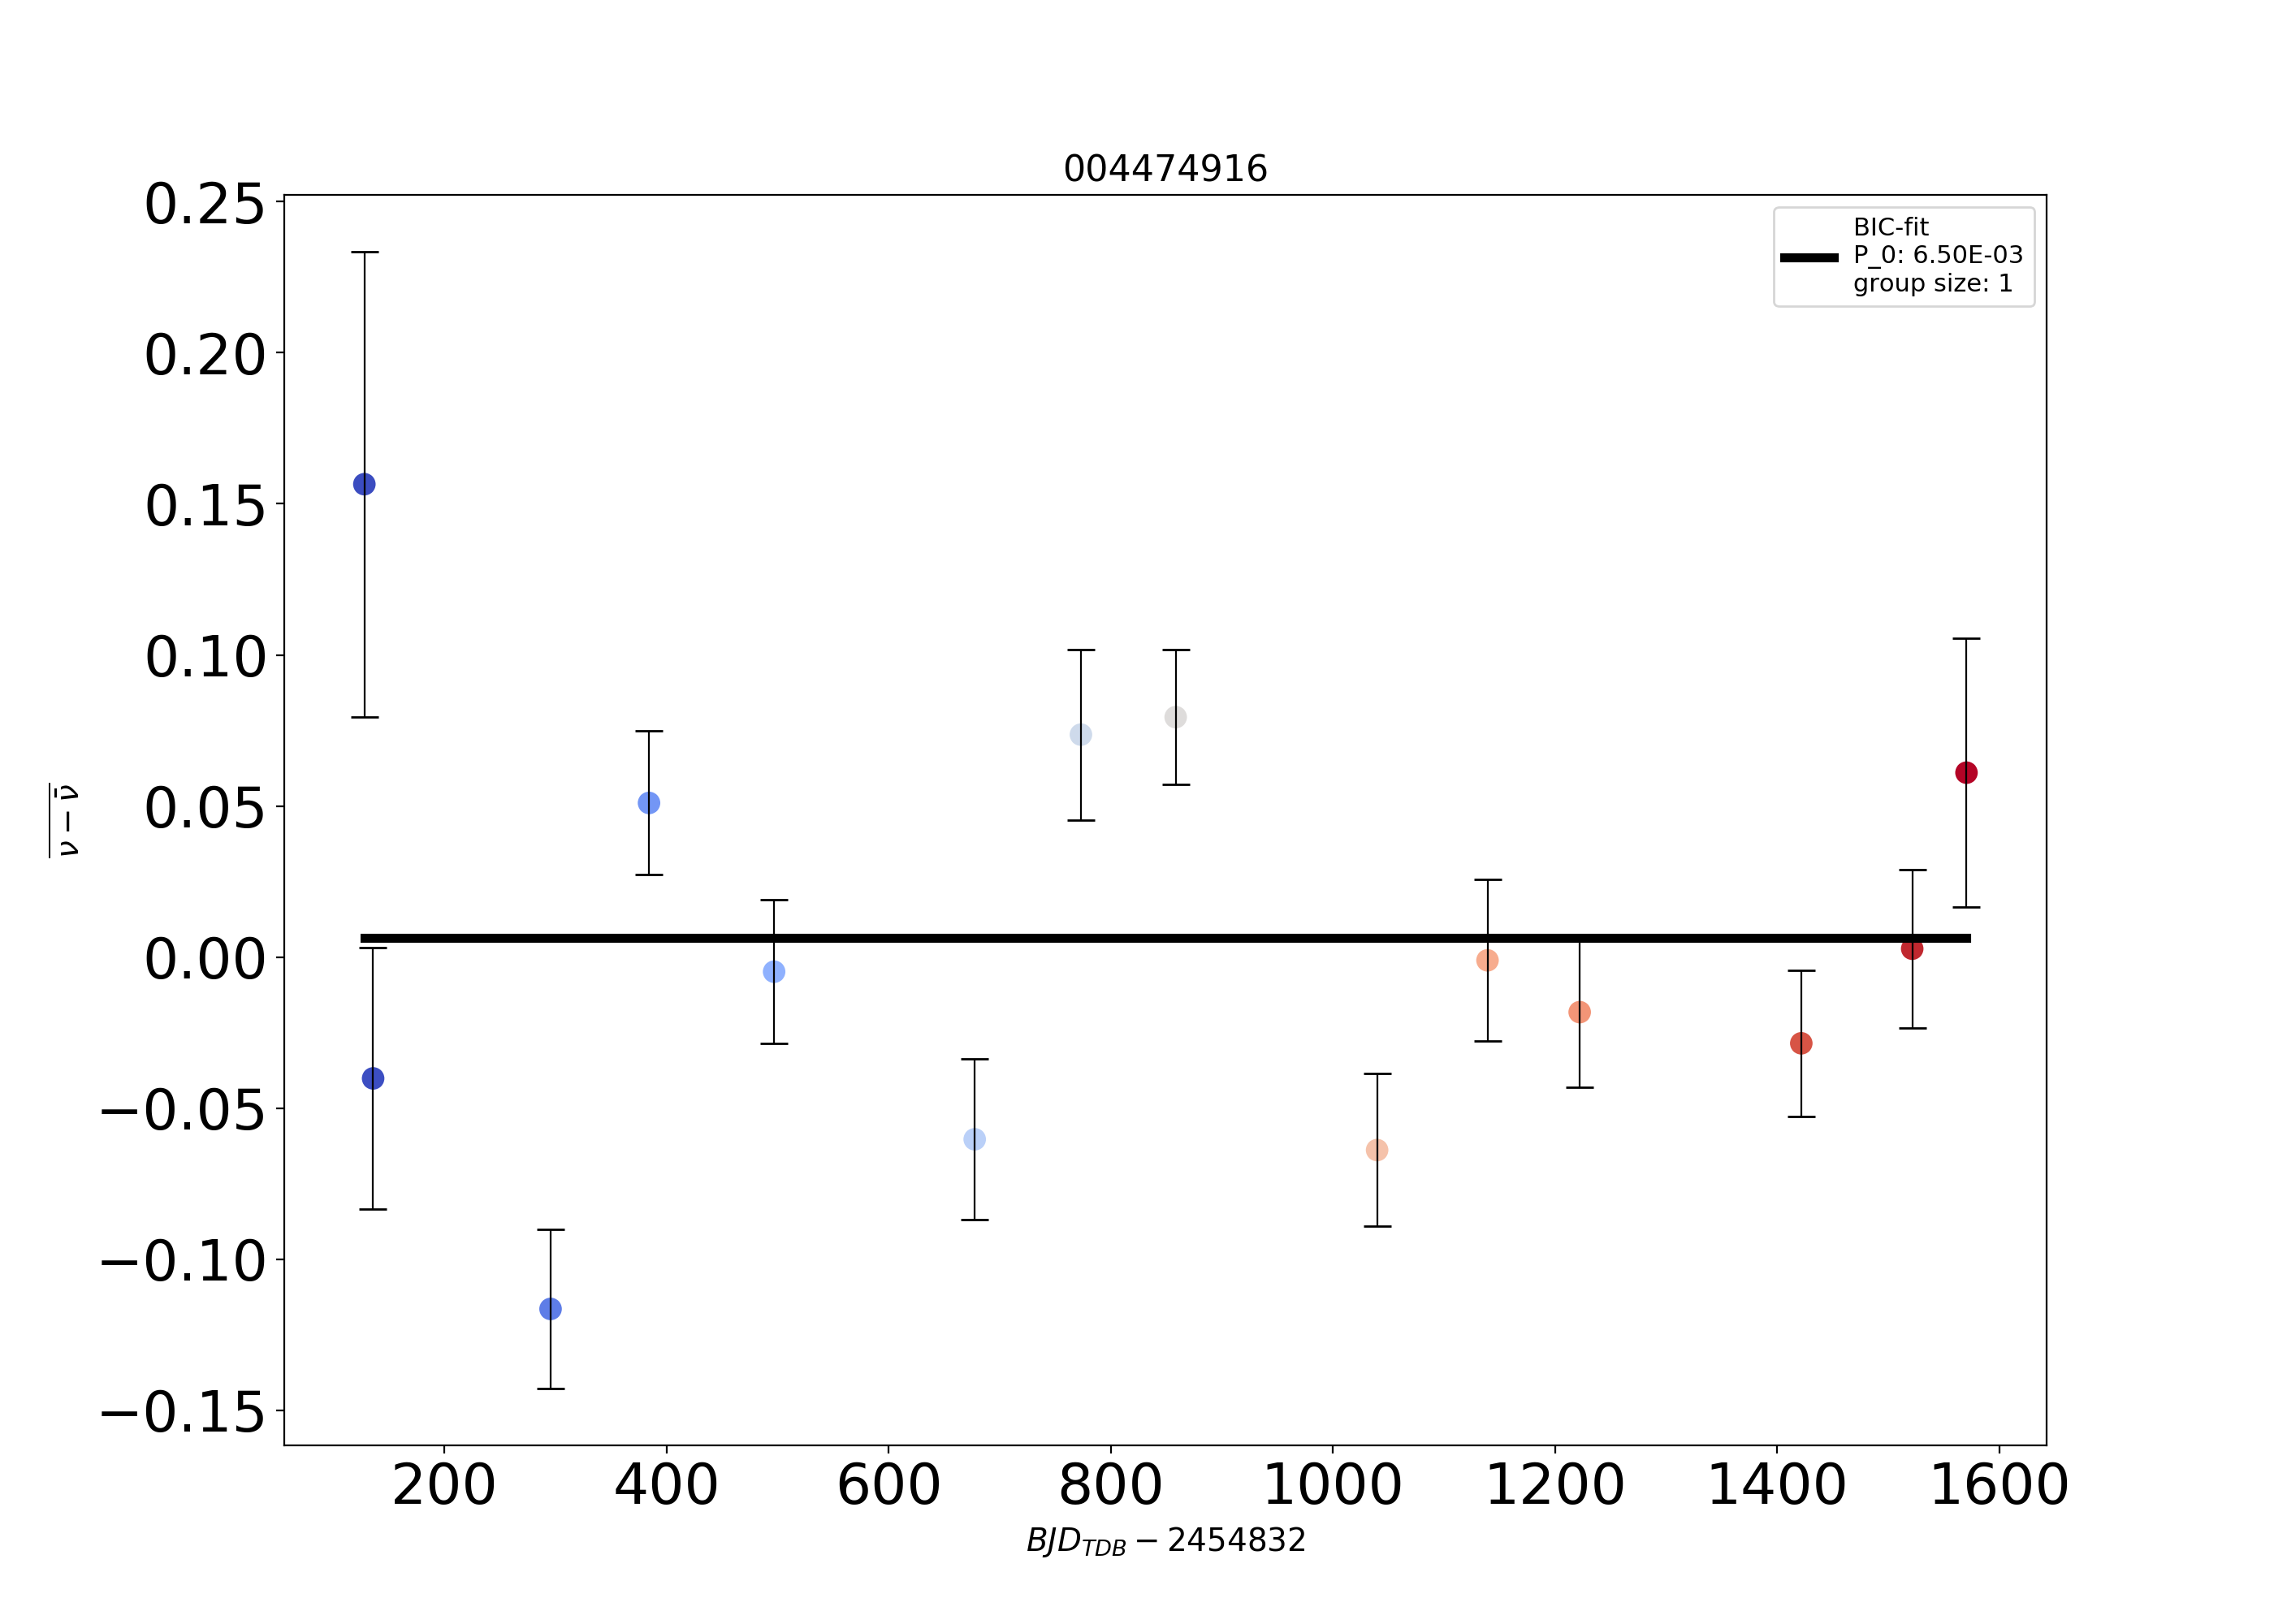 004474916
0.25
0.20
0.15
0.10
0.05
0.00
−0.05
−0.10
−0.15
ν − ν̄
BIC-fit
P_0: 6.50E-03
group size: 1
200 400 600 800 1000 1200 1400 1600
BJD_TDB − 2454832